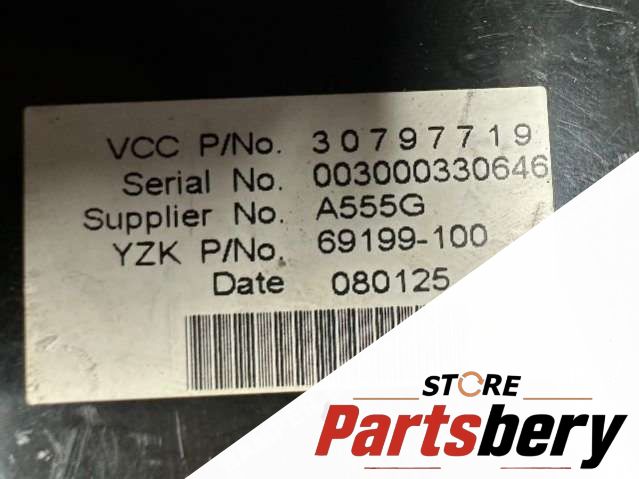 VCC P/No. 30797719
Serial No. 003000330646
Supplier No. A555G
YZK P/No. 69199-100
Date 080125
STORE
Partsbery